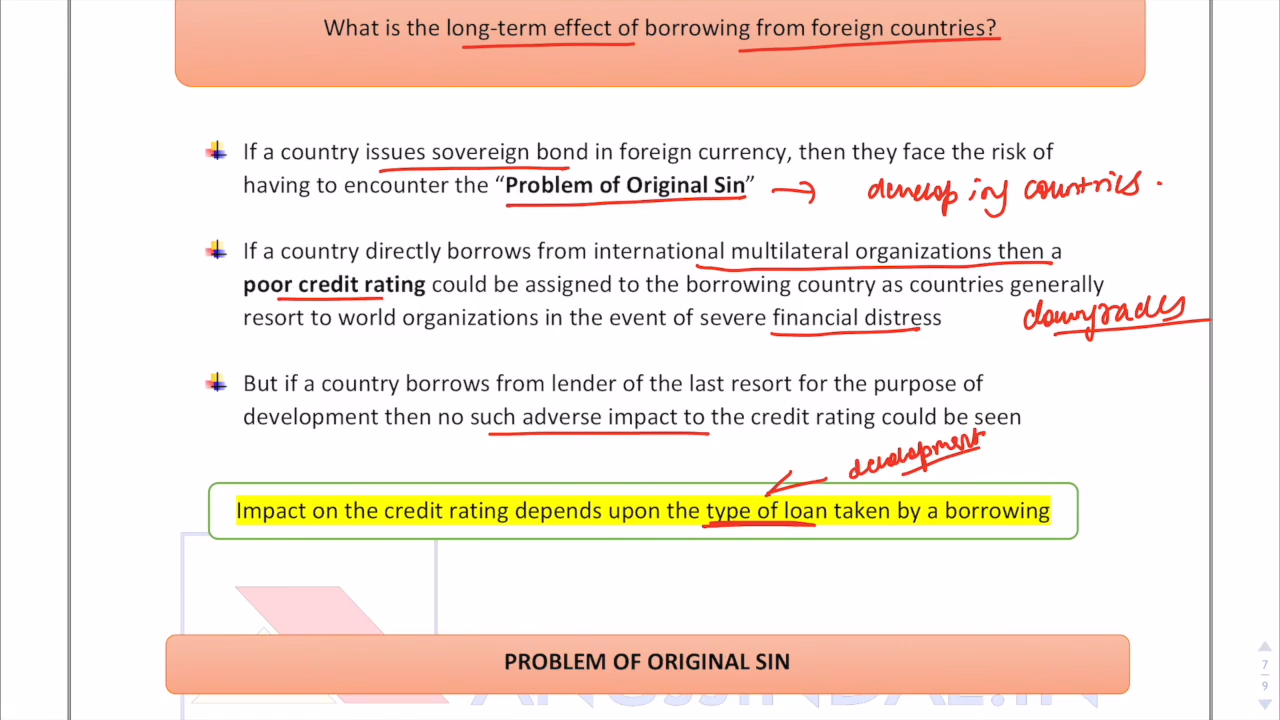 What is the long-term effect of borrowing from foreign countries?
If a country issues sovereign bond in foreign currency, then they face the risk of
having to encounter the “Problem of Original Sin” → developing countries.
If a country directly borrows from international multilateral organizations then a
poor credit rating could be assigned to the borrowing country as countries generally
resort to world organizations in the event of severe financial distress downgrades
But if a country borrows from lender of the last resort for the purpose of
development then no such adverse impact to the credit rating could be seen
development
Impact on the credit rating depends upon the type of loan taken by a borrowing
PROBLEM OF ORIGINAL SIN
7
9